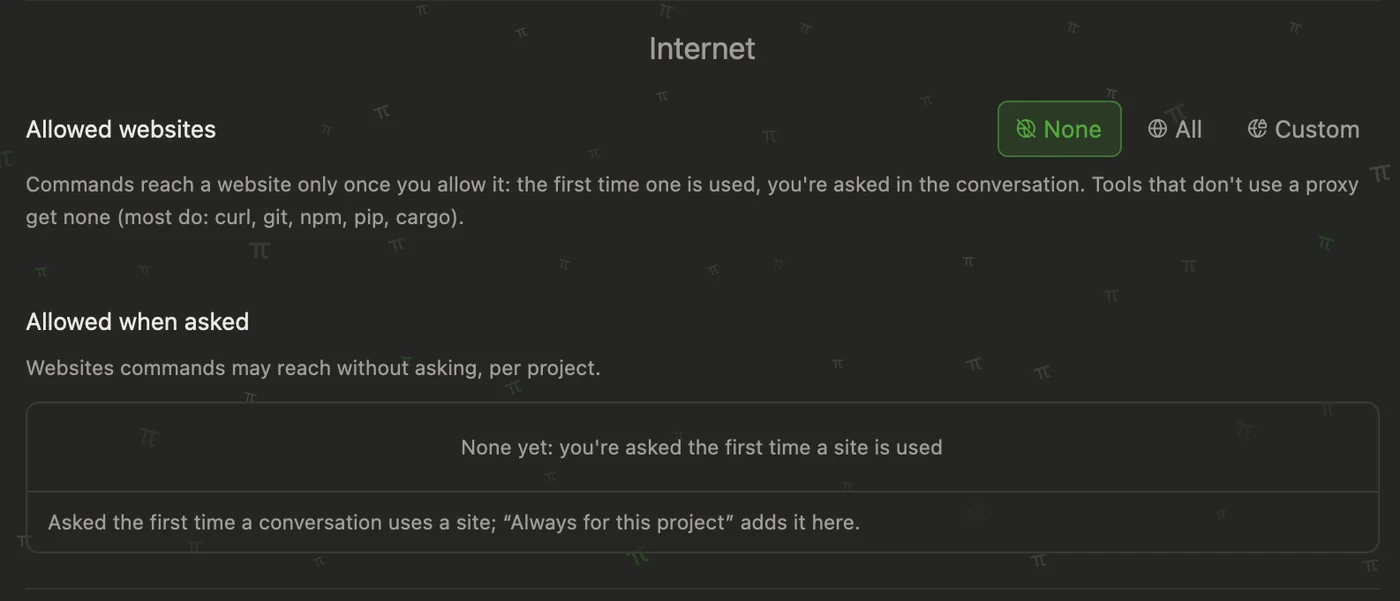 Internet
Allowed websites
None
All
Custom
Commands reach a website only once you allow it: the first time one is used, you're asked in the conversation. Tools that don't use a proxy
get none (most do: curl, git, npm, pip, cargo).
Allowed when asked
Websites commands may reach without asking, per project.
None yet: you're asked the first time a site is used
Asked the first time a conversation uses a site; “Always for this project” adds it here.